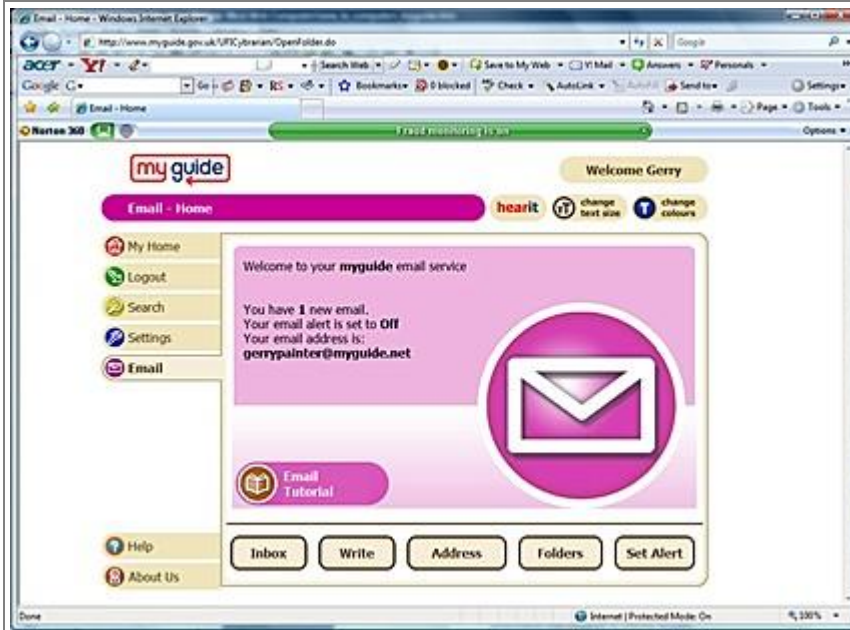 Email - Home - Windows Internet Explorer
http://www.myguide.gov.uk/UFICybrarian/OpenFolder.do
Google
acer Y! Search Web Save to My Web Y! Mail Answers Personals
Google G Go RS Bookmarks 0 blocked Check AutoLink AutoFill Send to Settings
Email - Home
Page Tools
Norton 360 Fraud monitoring is on Options
my guide
Welcome Gerry
Email - Home
hearit
change
text size
change
colours
My Home
Logout
Search
Settings
Email
Welcome to your myguide email service
You have 1 new email.
Your email alert is set to Off
Your email address is:
gerrypainter@myguide.net
Email
Tutorial
Help
About Us
Inbox Write Address Folders Set Alert
Done Internet | Protected Mode: On 100%